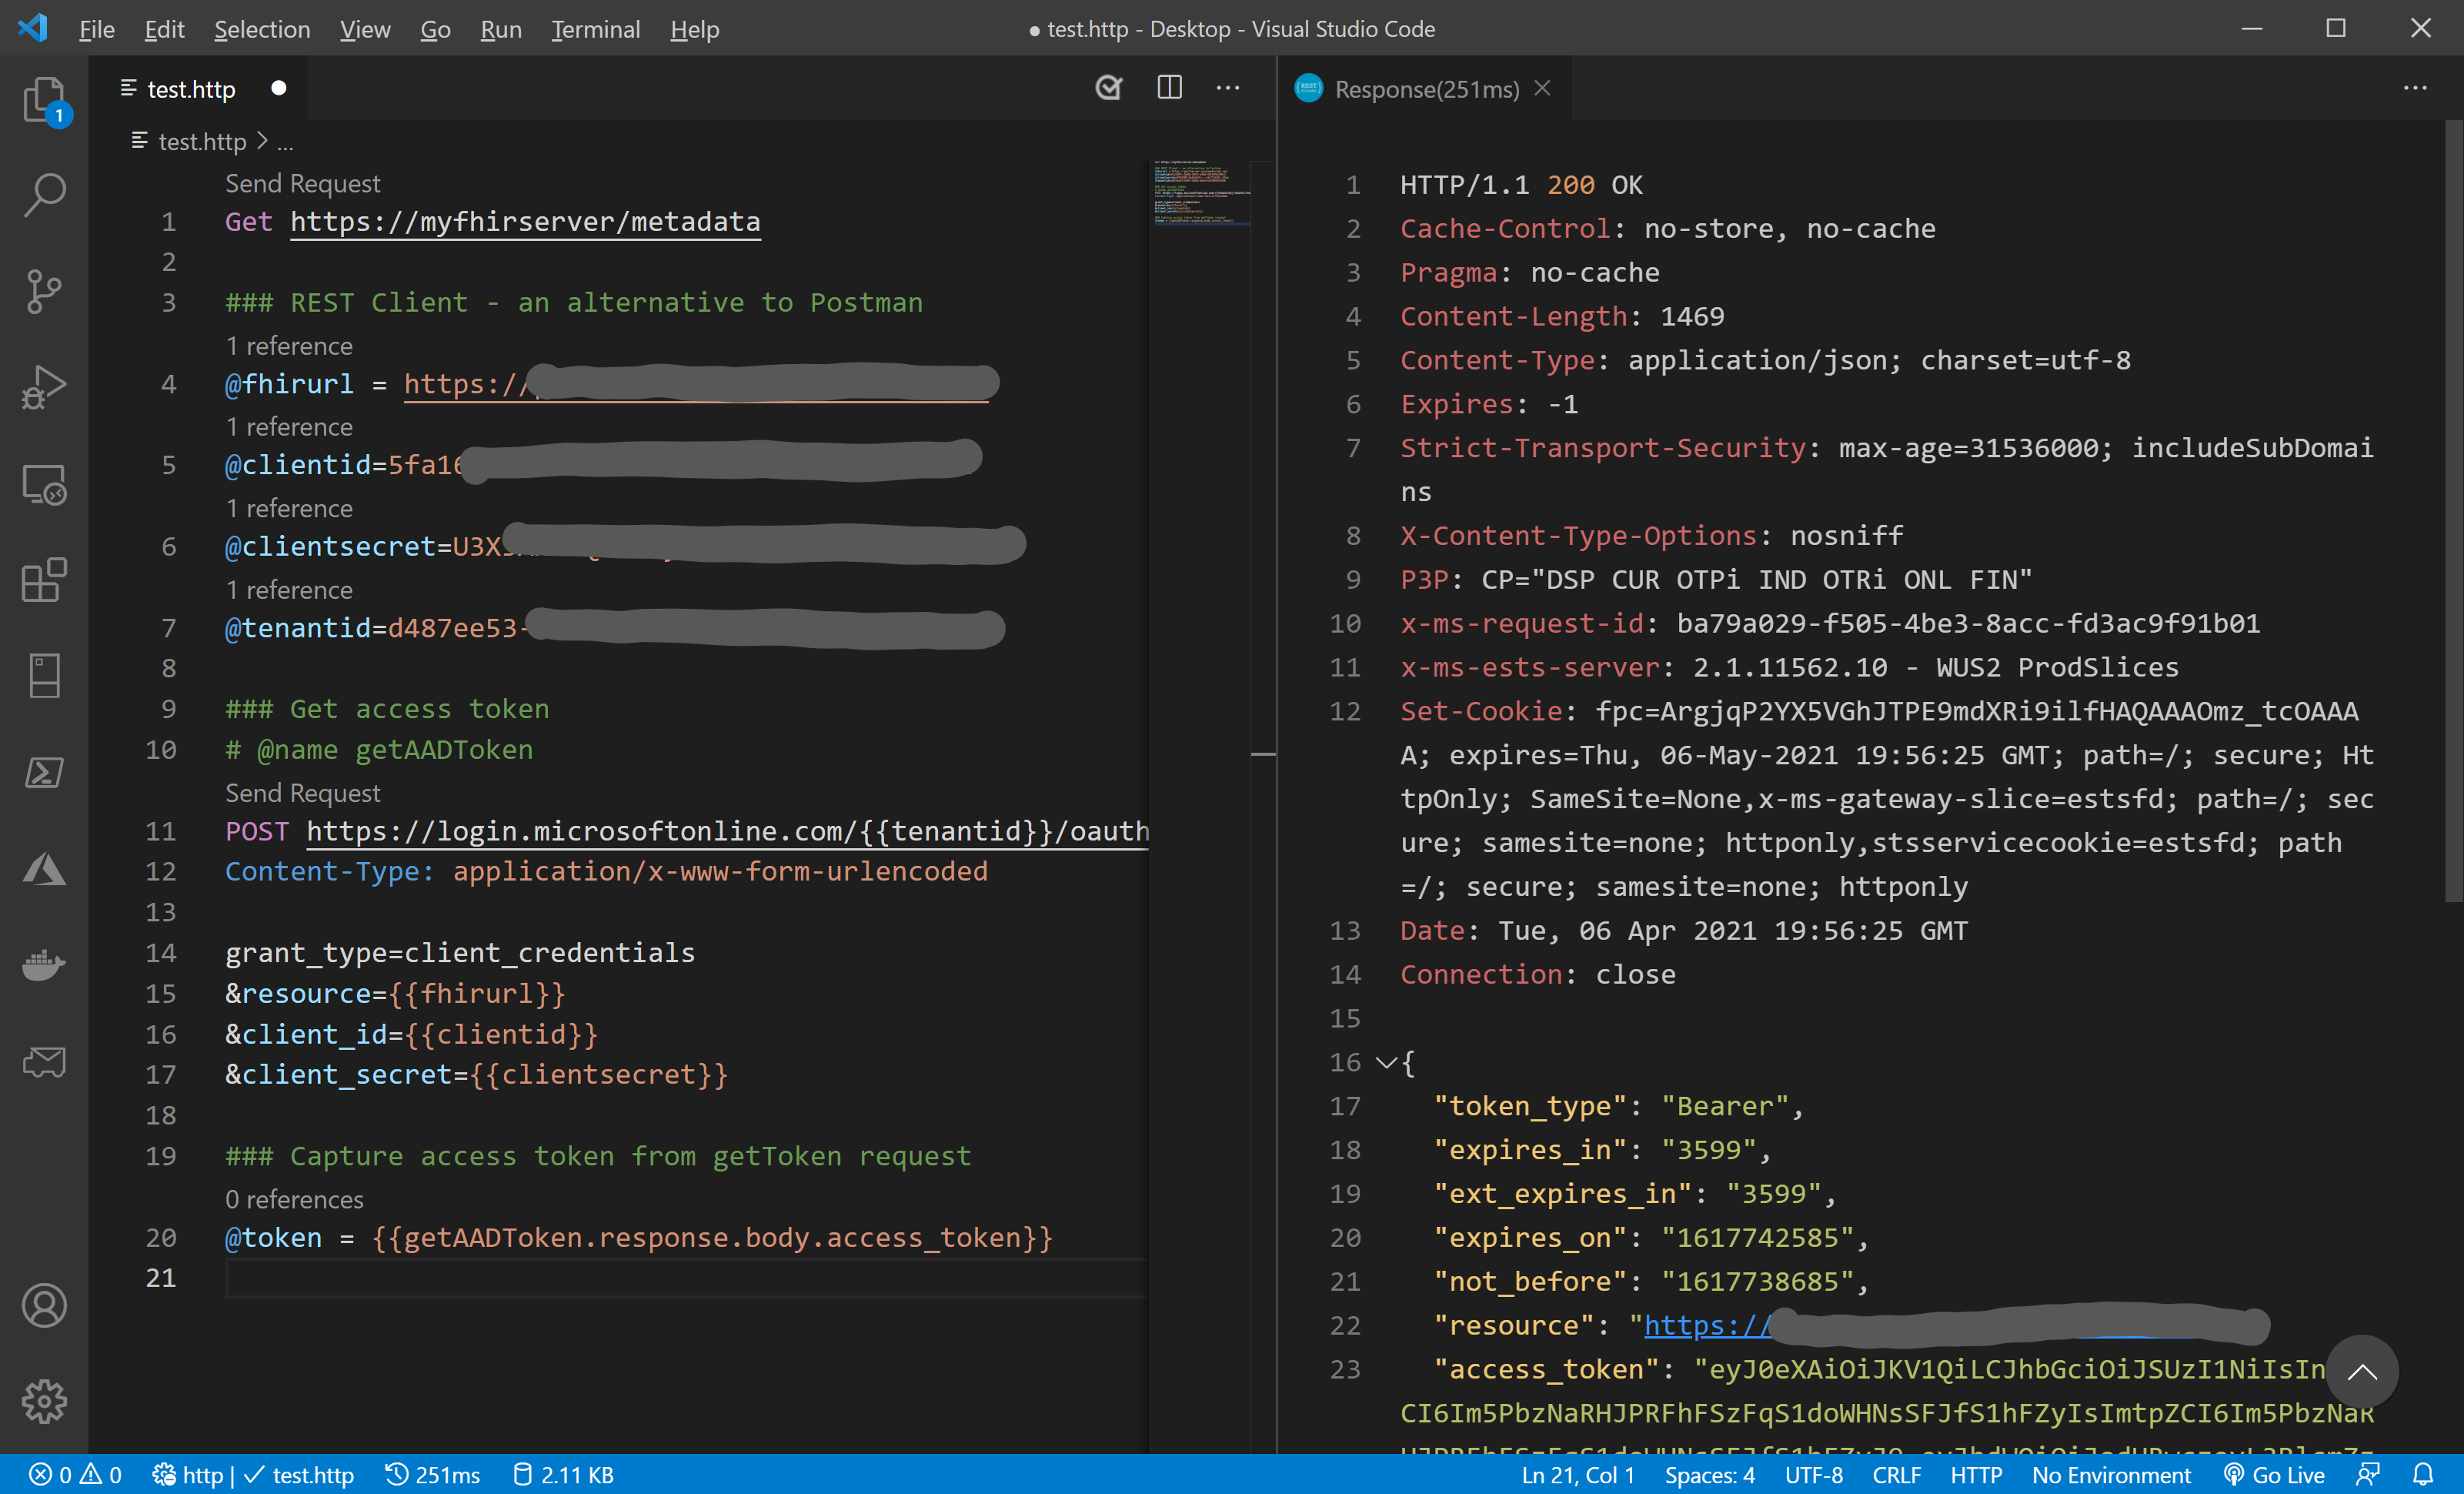 File Edit Selection View Go Run Terminal Help
● test.http - Desktop - Visual Studio Code
1
test.http
test.http > ...
Send Request
1 Get https://myfhirserver/metadata
2
3 ### REST Client - an alternative to Postman
1 reference
4 @fhirurl = https://
1 reference
5 @clientid=5fa16
1 reference
6 @clientsecret=U3X
1 reference
7 @tenantid=d487ee53-
8
9 ### Get access token
10 # @name getAADToken
Send Request
11 POST https://login.microsoftonline.com/{{tenantid}}/oauth
12 Content-Type: application/x-www-form-urlencoded
13
14 grant_type=client_credentials
15 &resource={{fhirurl}}
16 &client_id={{clientid}}
17 &client_secret={{clientsecret}}
18
19 ### Capture access token from getToken request
0 references
20 @token = {{getAADToken.response.body.access_token}}
21
Response(251ms)
1 HTTP/1.1 200 OK
2 Cache-Control: no-store, no-cache
3 Pragma: no-cache
4 Content-Length: 1469
5 Content-Type: application/json; charset=utf-8
6 Expires: -1
7 Strict-Transport-Security: max-age=31536000; includeSubDomai
ns
8 X-Content-Type-Options: nosniff
9 P3P: CP="DSP CUR OTPi IND OTRi ONL FIN"
10 x-ms-request-id: ba79a029-f505-4be3-8acc-fd3ac9f91b01
11 x-ms-ests-server: 2.1.11562.10 - WUS2 ProdSlices
12 Set-Cookie: fpc=ArgjqP2YX5VGhJTPE9mdXRi9ilfHAQAAAOmz_tcOAAA
A; expires=Thu, 06-May-2021 19:56:25 GMT; path=/; secure; Ht
tpOnly; SameSite=None,x-ms-gateway-slice=estsfd; path=/; sec
ure; samesite=none; httponly,stsservicecookie=estsfd; path
=/; secure; samesite=none; httponly
13 Date: Tue, 06 Apr 2021 19:56:25 GMT
14 Connection: close
15
16 {
17 "token_type": "Bearer",
18 "expires_in": "3599",
19 "ext_expires_in": "3599",
20 "expires_on": "1617742585",
21 "not_before": "1617738685",
22 "resource": "https://
23 "access_token": "eyJ0eXAiOiJKV1QiLCJhbGciOiJSUzI1NiIsIn
CI6Im5PbzNaRHJPRFhFSzFqS1doWHNsSFJfS1hFZyIsImtpZCI6Im5PbzNaR
0 0 http | ✓ test.http 251ms 2.11 KB
Ln 21, Col 1 Spaces: 4 UTF-8 CRLF HTTP No Environment Go Live